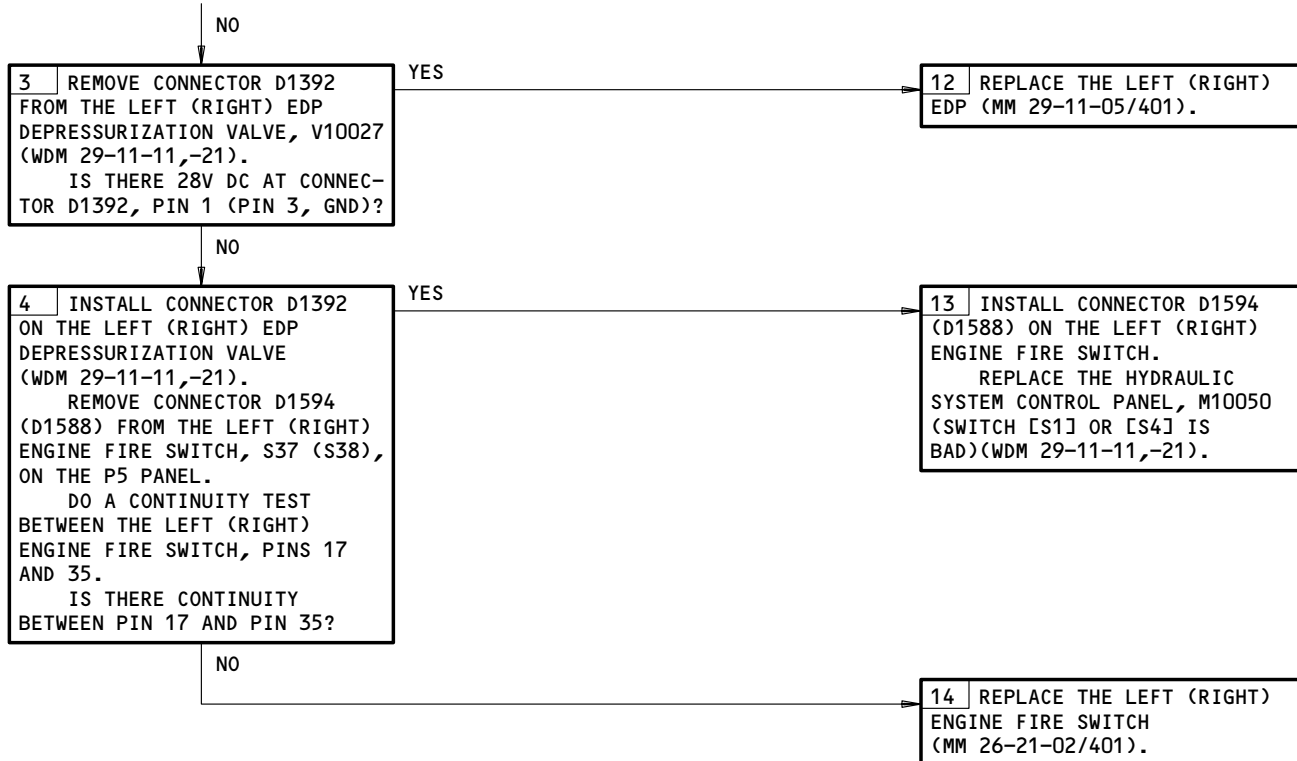 NO
3 REMOVE CONNECTOR D1392
FROM THE LEFT (RIGHT) EDP
DEPRESSURIZATION VALVE, V10027
(WDM 29-11-11,-21).
IS THERE 28V DC AT CONNEC-
TOR D1392, PIN 1 (PIN 3, GND)?
YES
12 REPLACE THE LEFT (RIGHT)
EDP (MM 29-11-05/401).
NO
4 INSTALL CONNECTOR D1392
ON THE LEFT (RIGHT) EDP
DEPRESSURIZATION VALVE
(WDM 29-11-11,-21).
REMOVE CONNECTOR D1594
(D1588) FROM THE LEFT (RIGHT)
ENGINE FIRE SWITCH, S37 (S38),
ON THE P5 PANEL.
DO A CONTINUITY TEST
BETWEEN THE LEFT (RIGHT)
ENGINE FIRE SWITCH, PINS 17
AND 35.
IS THERE CONTINUITY
BETWEEN PIN 17 AND PIN 35?
YES
13 INSTALL CONNECTOR D1594
(D1588) ON THE LEFT (RIGHT)
ENGINE FIRE SWITCH.
REPLACE THE HYDRAULIC
SYSTEM CONTROL PANEL, M10050
(SWITCH [S1] OR [S4] IS
BAD)(WDM 29-11-11,-21).
NO
14 REPLACE THE LEFT (RIGHT)
ENGINE FIRE SWITCH
(MM 26-21-02/401).